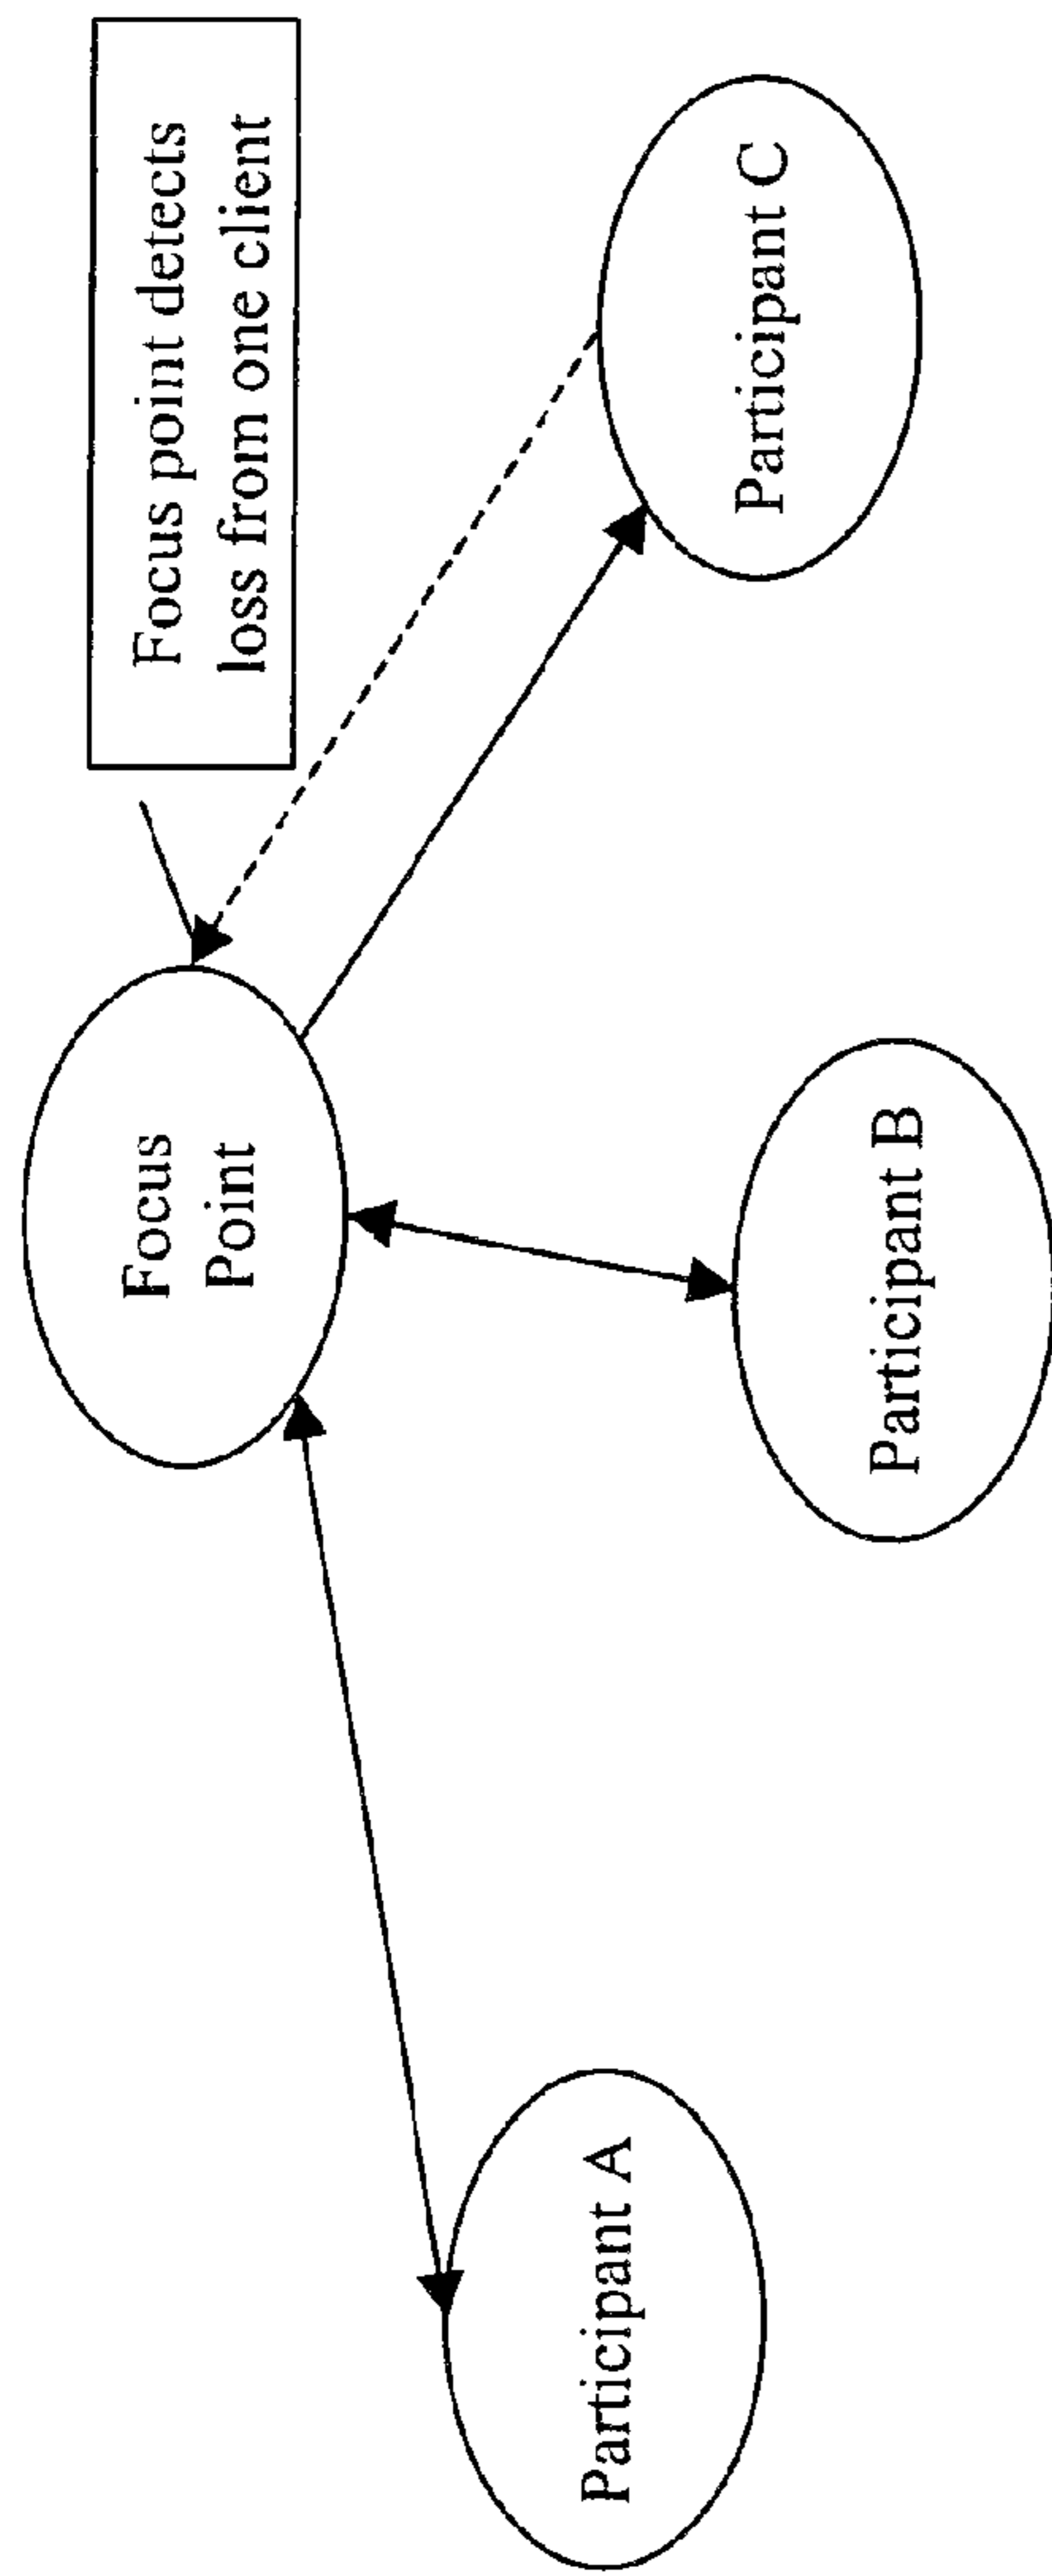 Focus point detects
loss from one client
Focus
Point
Participant A
Participant B
Participant C